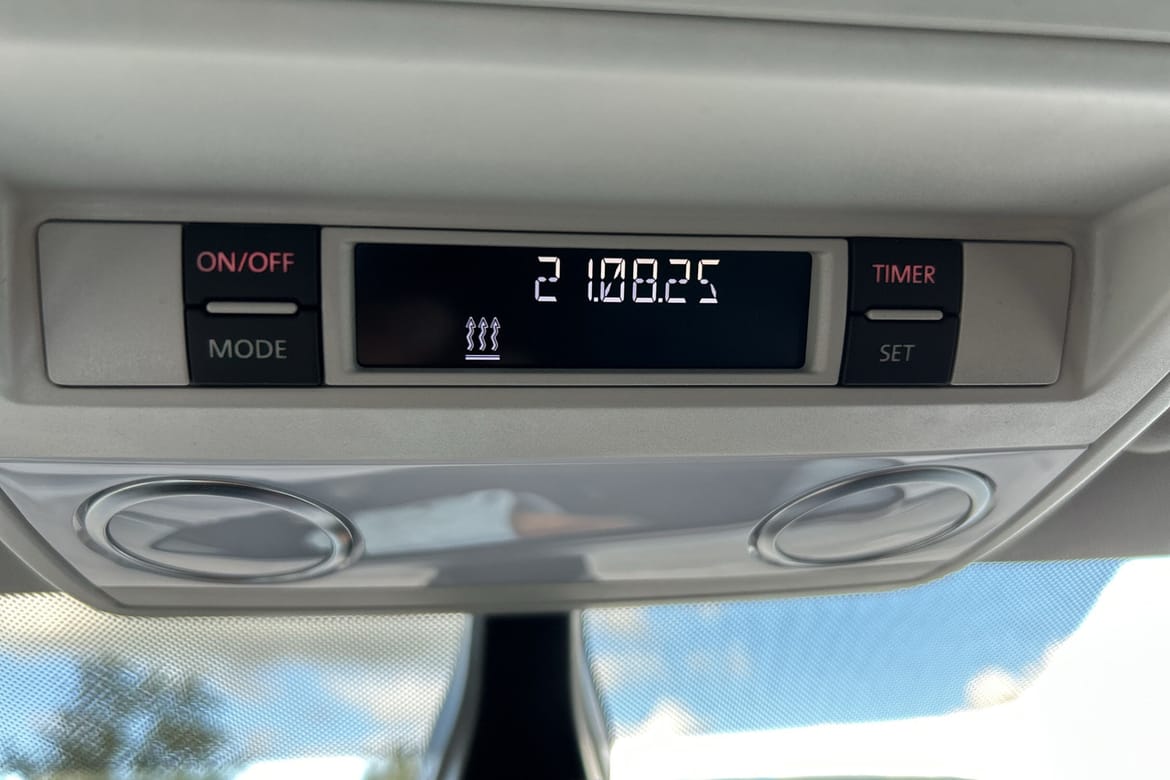 ON/OFF
MODE
21.08.25
TIMER
SET